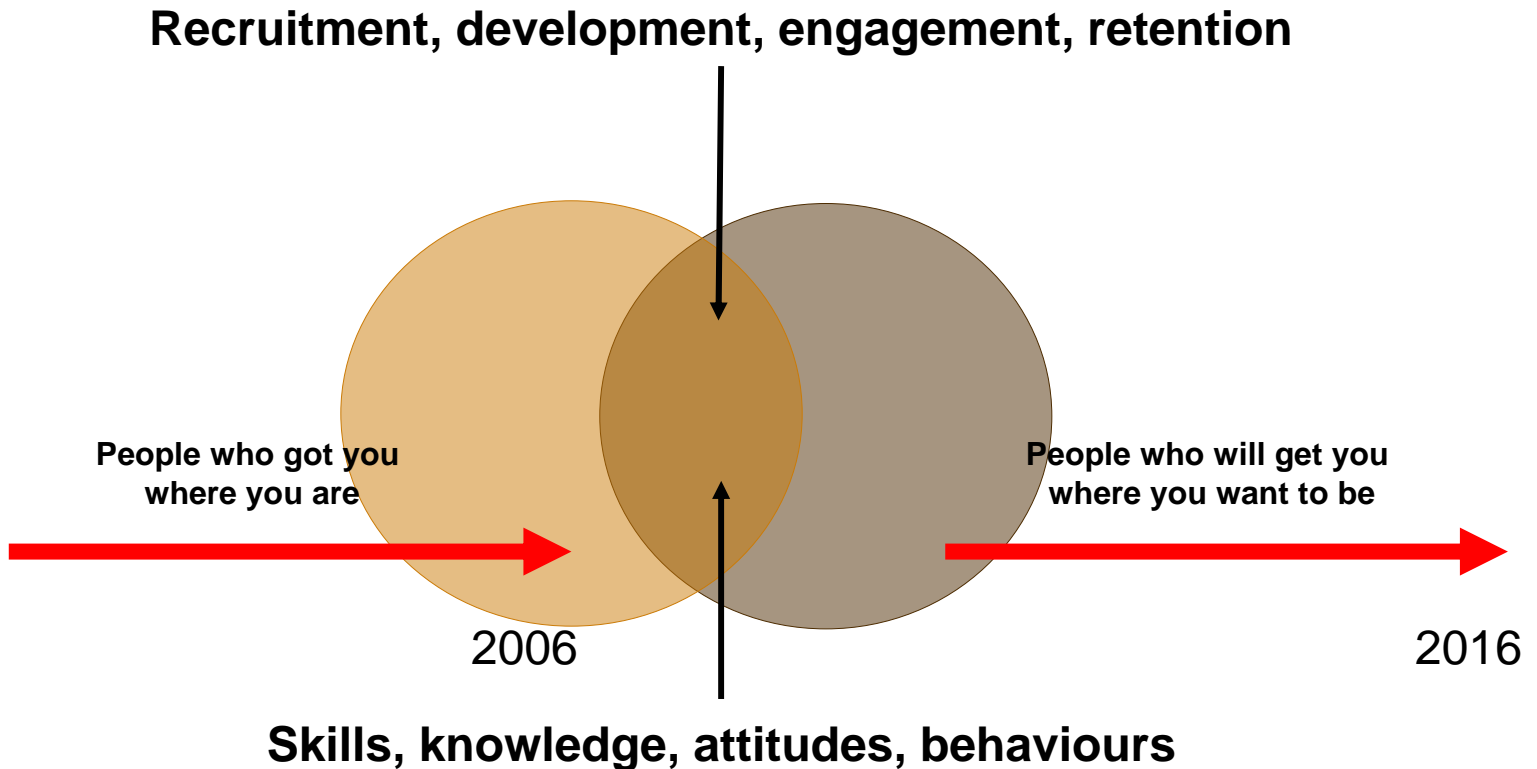 Recruitment, development, engagement, retention
People who got you
where you are
People who will get you
where you want to be
2006
2016
Skills, knowledge, attitudes, behaviours